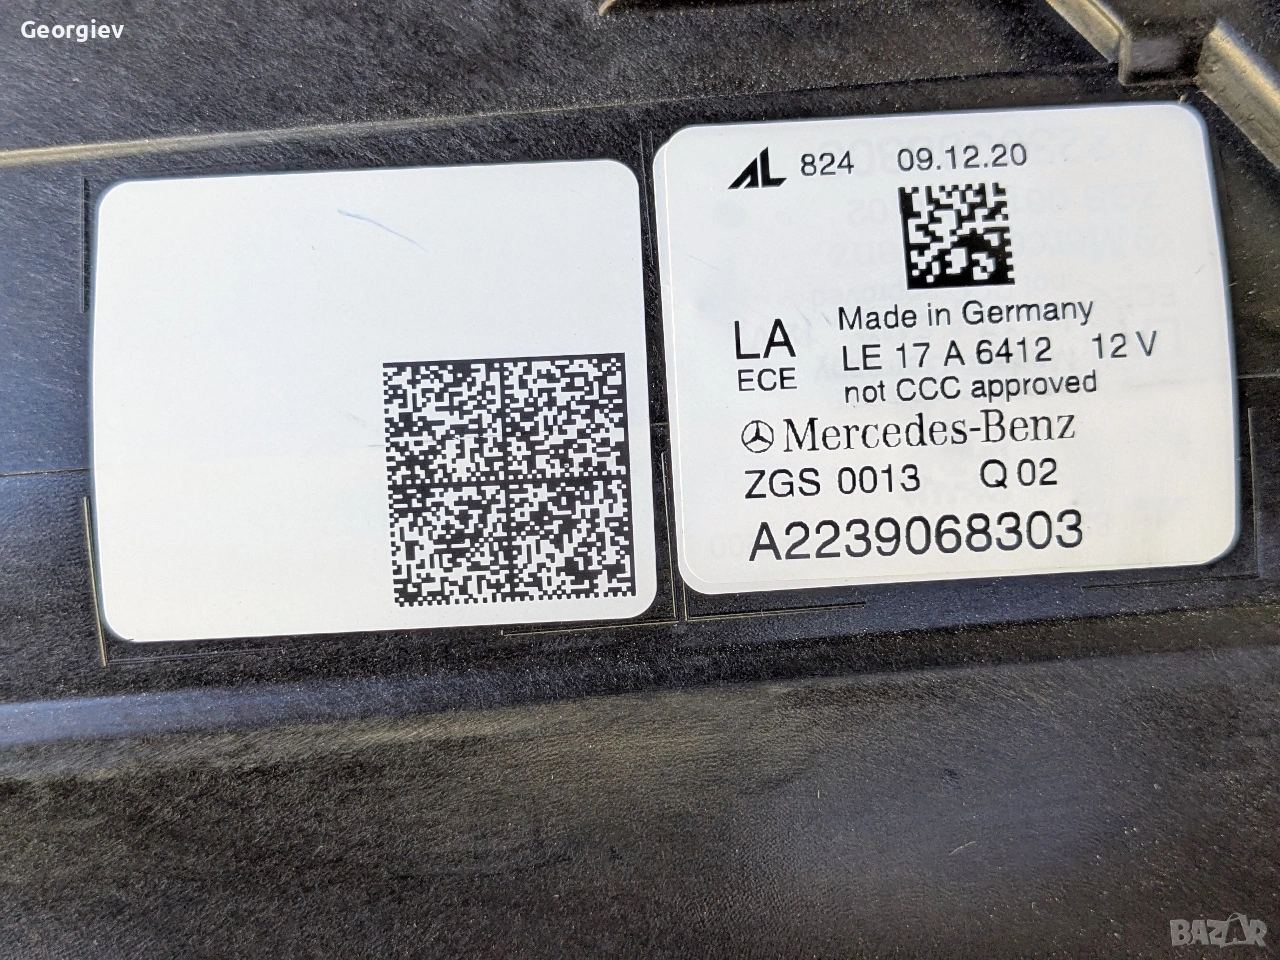 Georgiev
AL 824 09.12.20
Made in Germany
LA LE 17 A 6412 12 V
ECE not CCC approved
Mercedes-Benz
ZGS 0013 Q 02
A2239068303
BAZAR